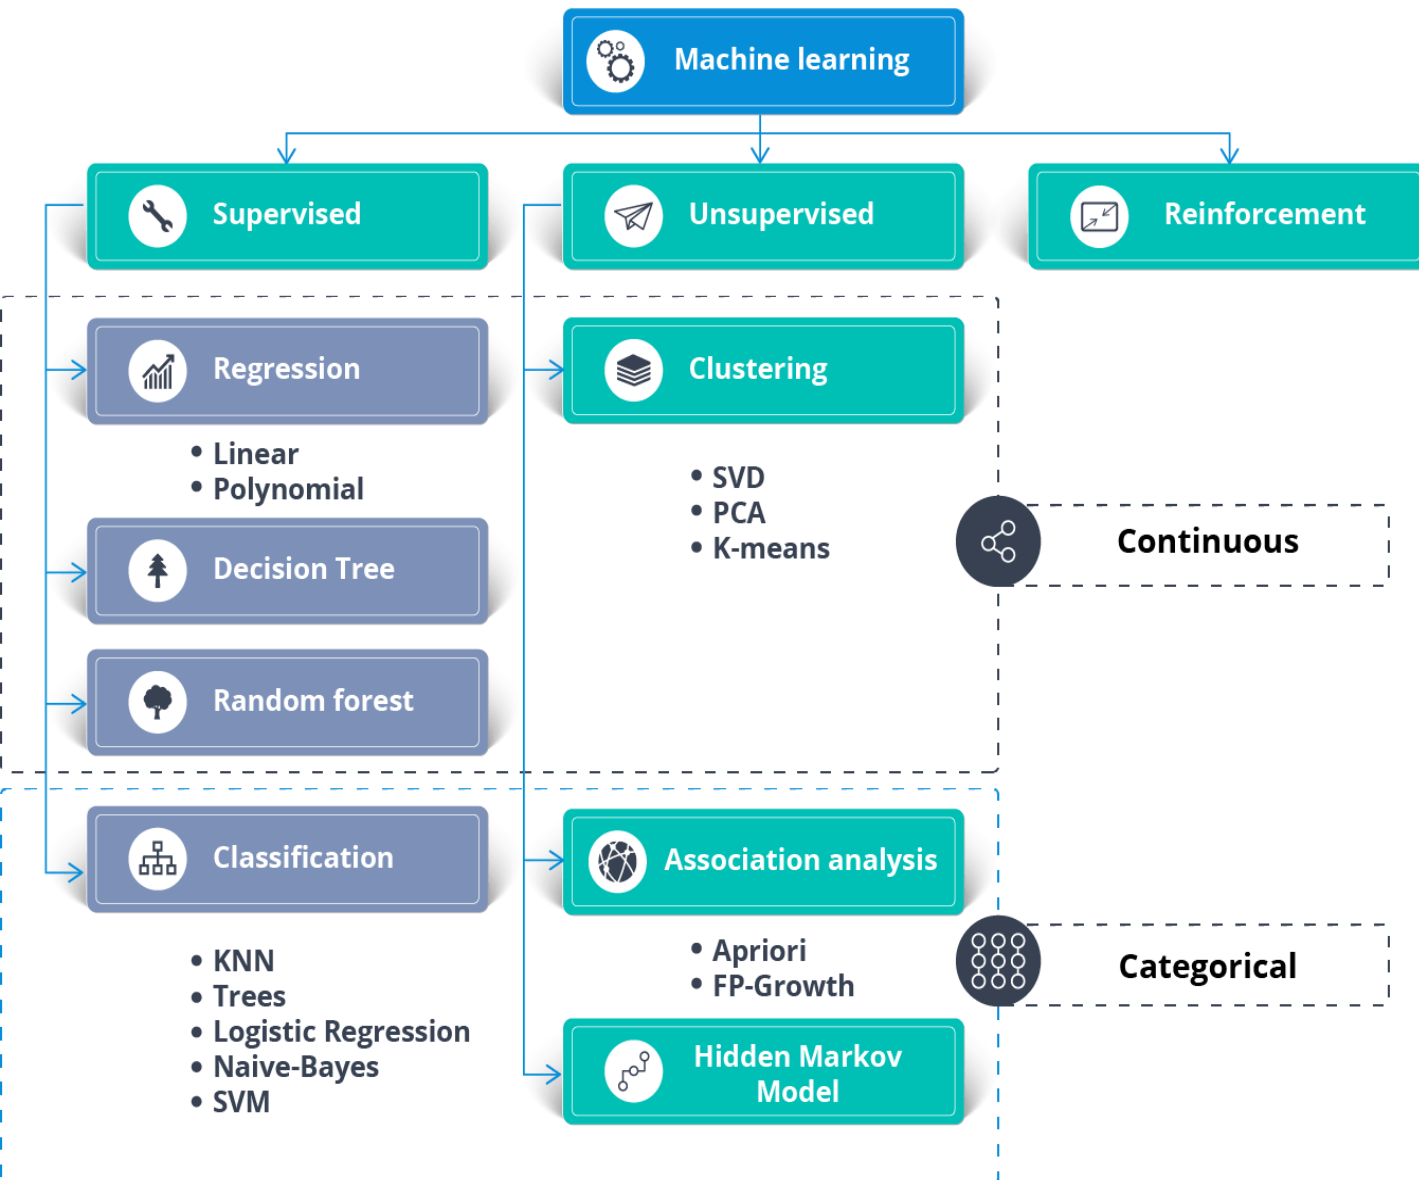 Machine learning
Supervised
Unsupervised
Reinforcement
Regression
• Linear
• Polynomial
Decision Tree
Random forest
Clustering
• SVD
• PCA
• K-means
Continuous
Classification
• KNN
• Trees
• Logistic Regression
• Naive-Bayes
• SVM
Association analysis
• Apriori
• FP-Growth
Hidden Markov
Model
Categorical